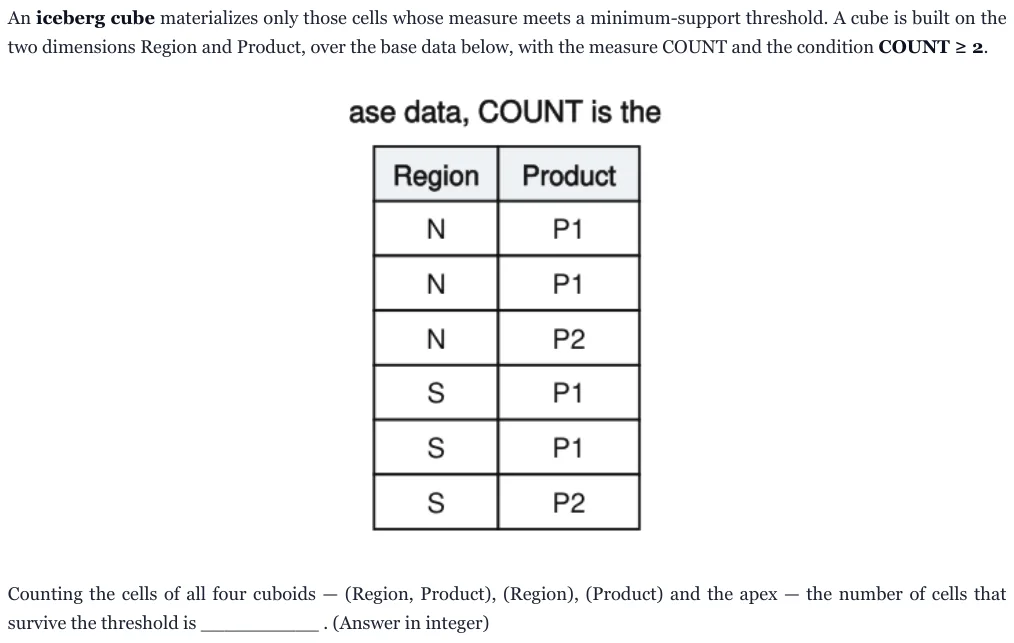 An iceberg cube materializes only those cells whose measure meets a minimum-support threshold. A cube is built on the
two dimensions Region and Product, over the base data below, with the measure COUNT and the condition COUNT ≥ 2.
ase data, COUNT is the
Region Product
N P1
N P1
N P2
S P1
S P1
S P2
Counting the cells of all four cuboids — (Region, Product), (Region), (Product) and the apex — the number of cells that
survive the threshold is ____________ . (Answer in integer)